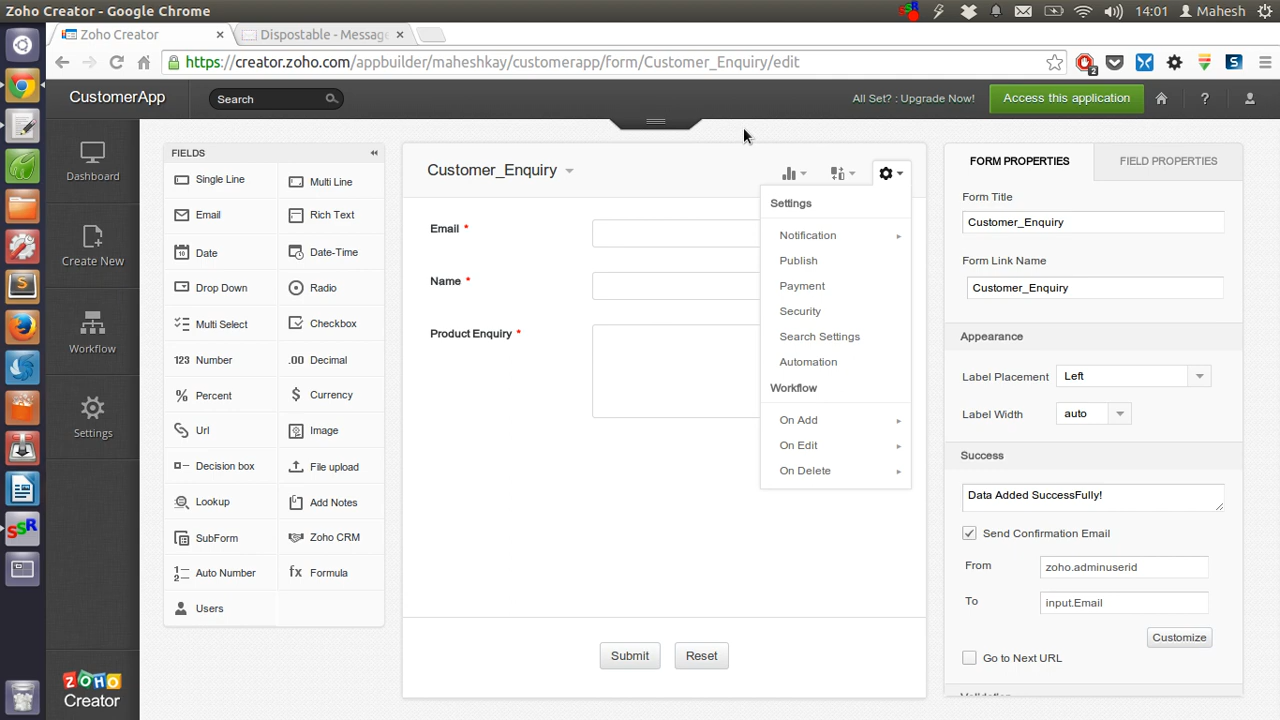 Zoho Creator - Google Chrome
14:01
Mahesh
Zoho Creator ×
Dispostable - Message ×
https://creator.zoho.com/appbuilder/maheshkay/customerapp/form/Customer_Enquiry/edit
2
CustomerApp
Search
All Set? : Upgrade Now!
Access this application
?
Dashboard
Create New
Workflow
Settings
ZOHO
Creator
FIELDS
Single Line
Multi Line
Email
Rich Text
Date
Date-Time
Drop Down
Radio
Multi Select
Checkbox
123 Number
.00 Decimal
% Percent
$ Currency
Url
Image
Decision box
File upload
Lookup
Add Notes
SubForm
Zoho CRM
Auto Number
fx Formula
Users
Customer_Enquiry
Email *
Name *
Product Enquiry *
Submit
Reset
Settings
Notification
Publish
Payment
Security
Search Settings
Automation
Workflow
On Add
On Edit
On Delete
FORM PROPERTIES
FIELD PROPERTIES
Form Title
Customer_Enquiry
Form Link Name
Customer_Enquiry
Appearance
Label Placement Left
Label Width auto
Success
Data Added SuccessFully!
Send Confirmation Email
From zoho.adminuserid
To input.Email
Customize
Go to Next URL